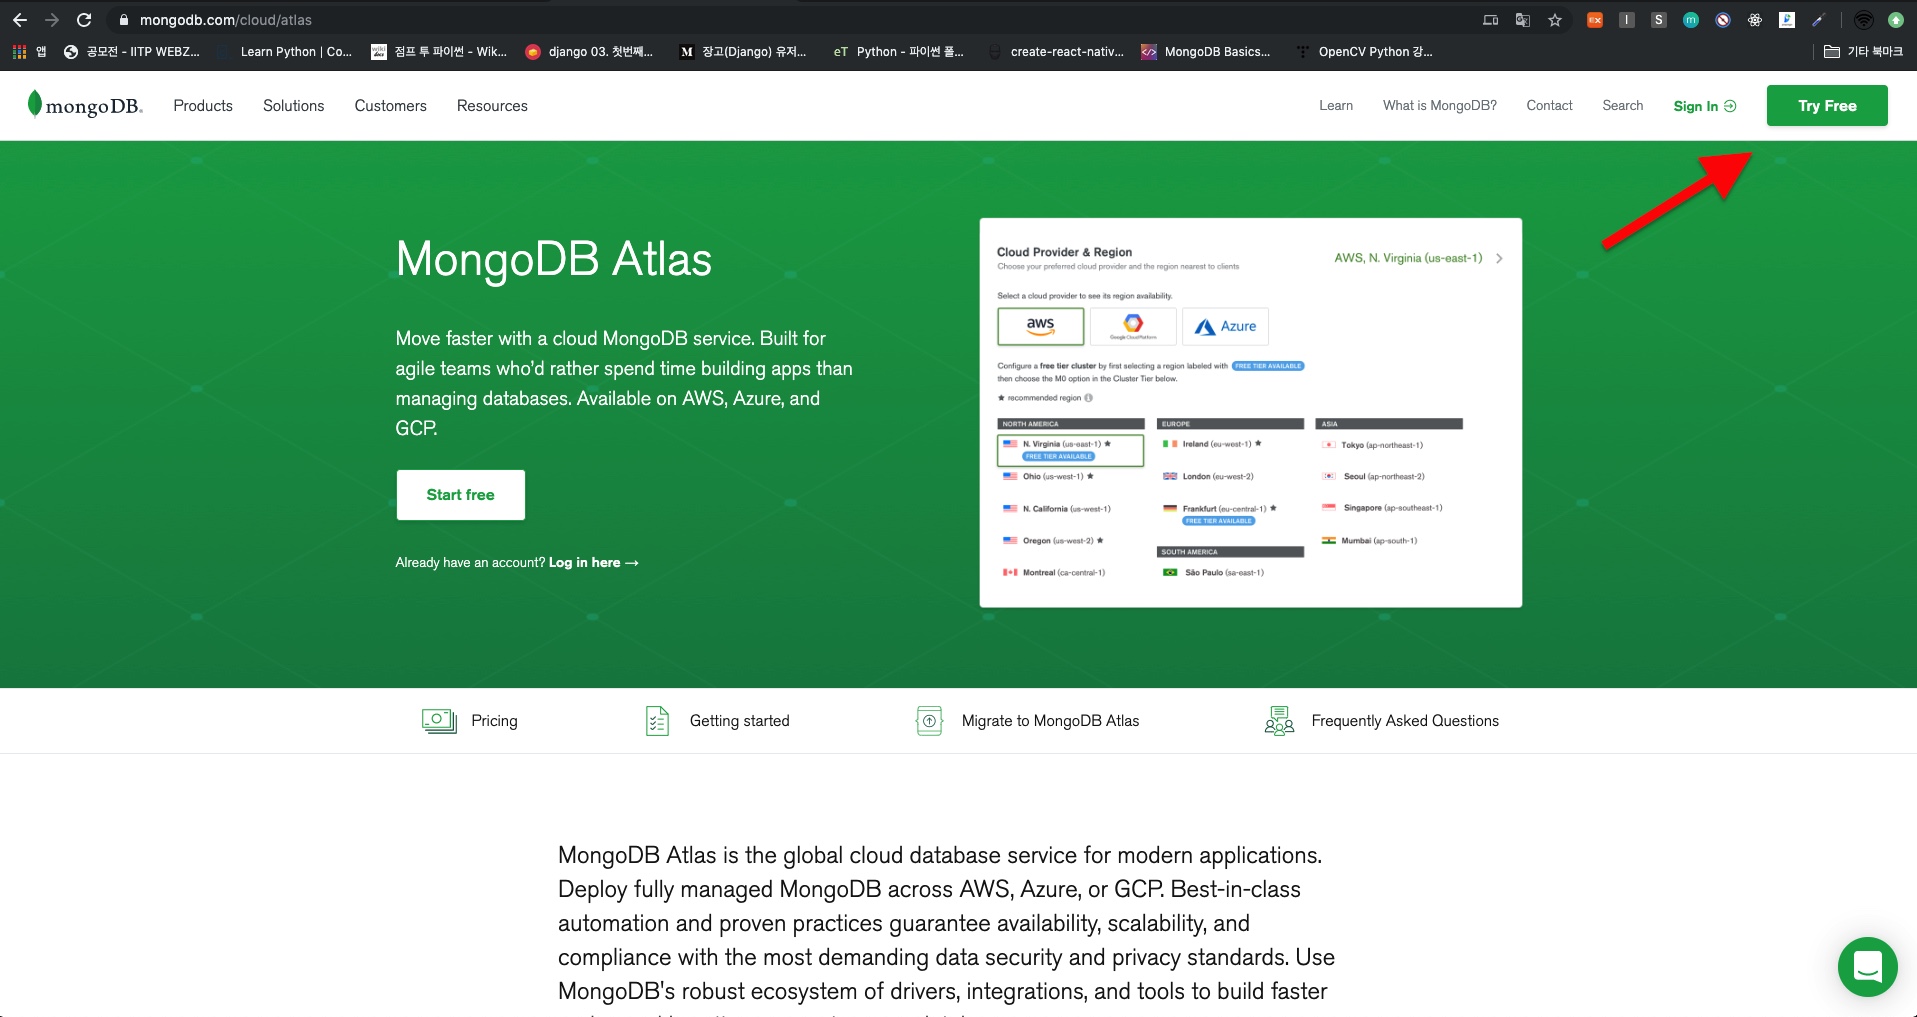 mongodb.com/cloud/atlas
앱 공모전 - IITP WEBZ... Learn Python | Co... 점프 투 파이썬 - Wik... django 03. 첫번째... M 장고(Django) 유저... eT Python - 파이썬 폴... create-react-nativ... MongoDB Basics... OpenCV Python 강... 기타 북마크
mongoDB. Products Solutions Customers Resources Learn What is MongoDB? Contact Search Sign In Try Free
MongoDB Atlas
Move faster with a cloud MongoDB service. Built for
agile teams who’d rather spend time building apps than
managing databases. Available on AWS, Azure, and
GCP.
Start free
Already have an account? Log in here →
Cloud Provider & Region
AWS, N. Virginia (us-east-1)
Choose your preferred cloud provider and the region nearest to clients
Select a cloud provider to see its region availability.
aws Google Cloud Platform Azure
Configure a free tier cluster by first selecting a region labeled with FREE TIER AVAILABLE
then choose the M0 option in the Cluster Tier below.
★ recommended region
NORTH AMERICA
N. Virginia (us-east-1) ★
FREE TIER AVAILABLE
Ohio (us-west-1) ★
N. California (us-west-1)
Oregon (us-west-2) ★
Montreal (ca-central-1)
EUROPE
Ireland (eu-west-1) ★
London (eu-west-2)
Frankfurt (eu-central-1) ★
FREE TIER AVAILABLE
SOUTH AMERICA
São Paulo (sa-east-1)
ASIA
Tokyo (ap-northeast-1)
Seoul (ap-northeast-2)
Singapore (ap-southeast-1)
Mumbai (ap-south-1)
Pricing Getting started Migrate to MongoDB Atlas Frequently Asked Questions
MongoDB Atlas is the global cloud database service for modern applications.
Deploy fully managed MongoDB across AWS, Azure, or GCP. Best-in-class
automation and proven practices guarantee availability, scalability, and
compliance with the most demanding data security and privacy standards. Use
MongoDB's robust ecosystem of drivers, integrations, and tools to build faster